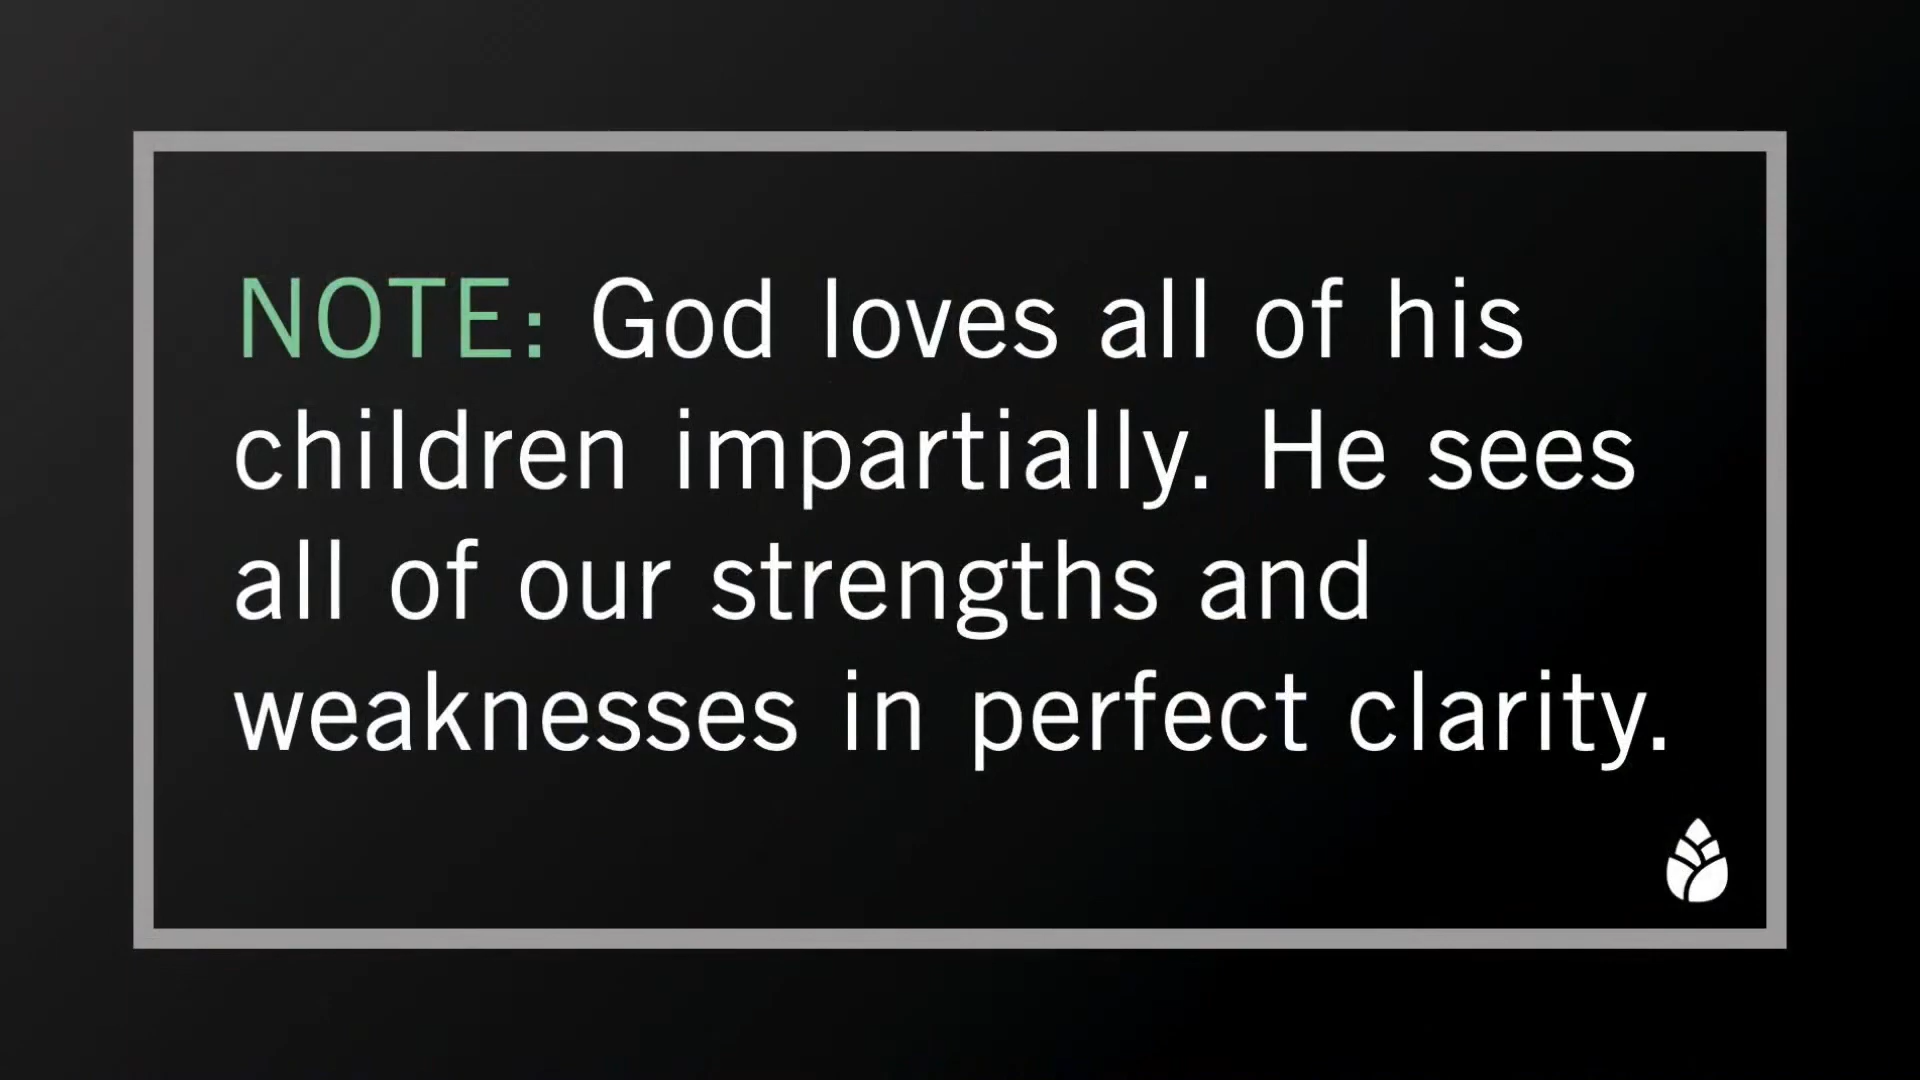 NOTE: God loves all of his
children impartially. He sees
all of our strengths and
weaknesses in perfect clarity.